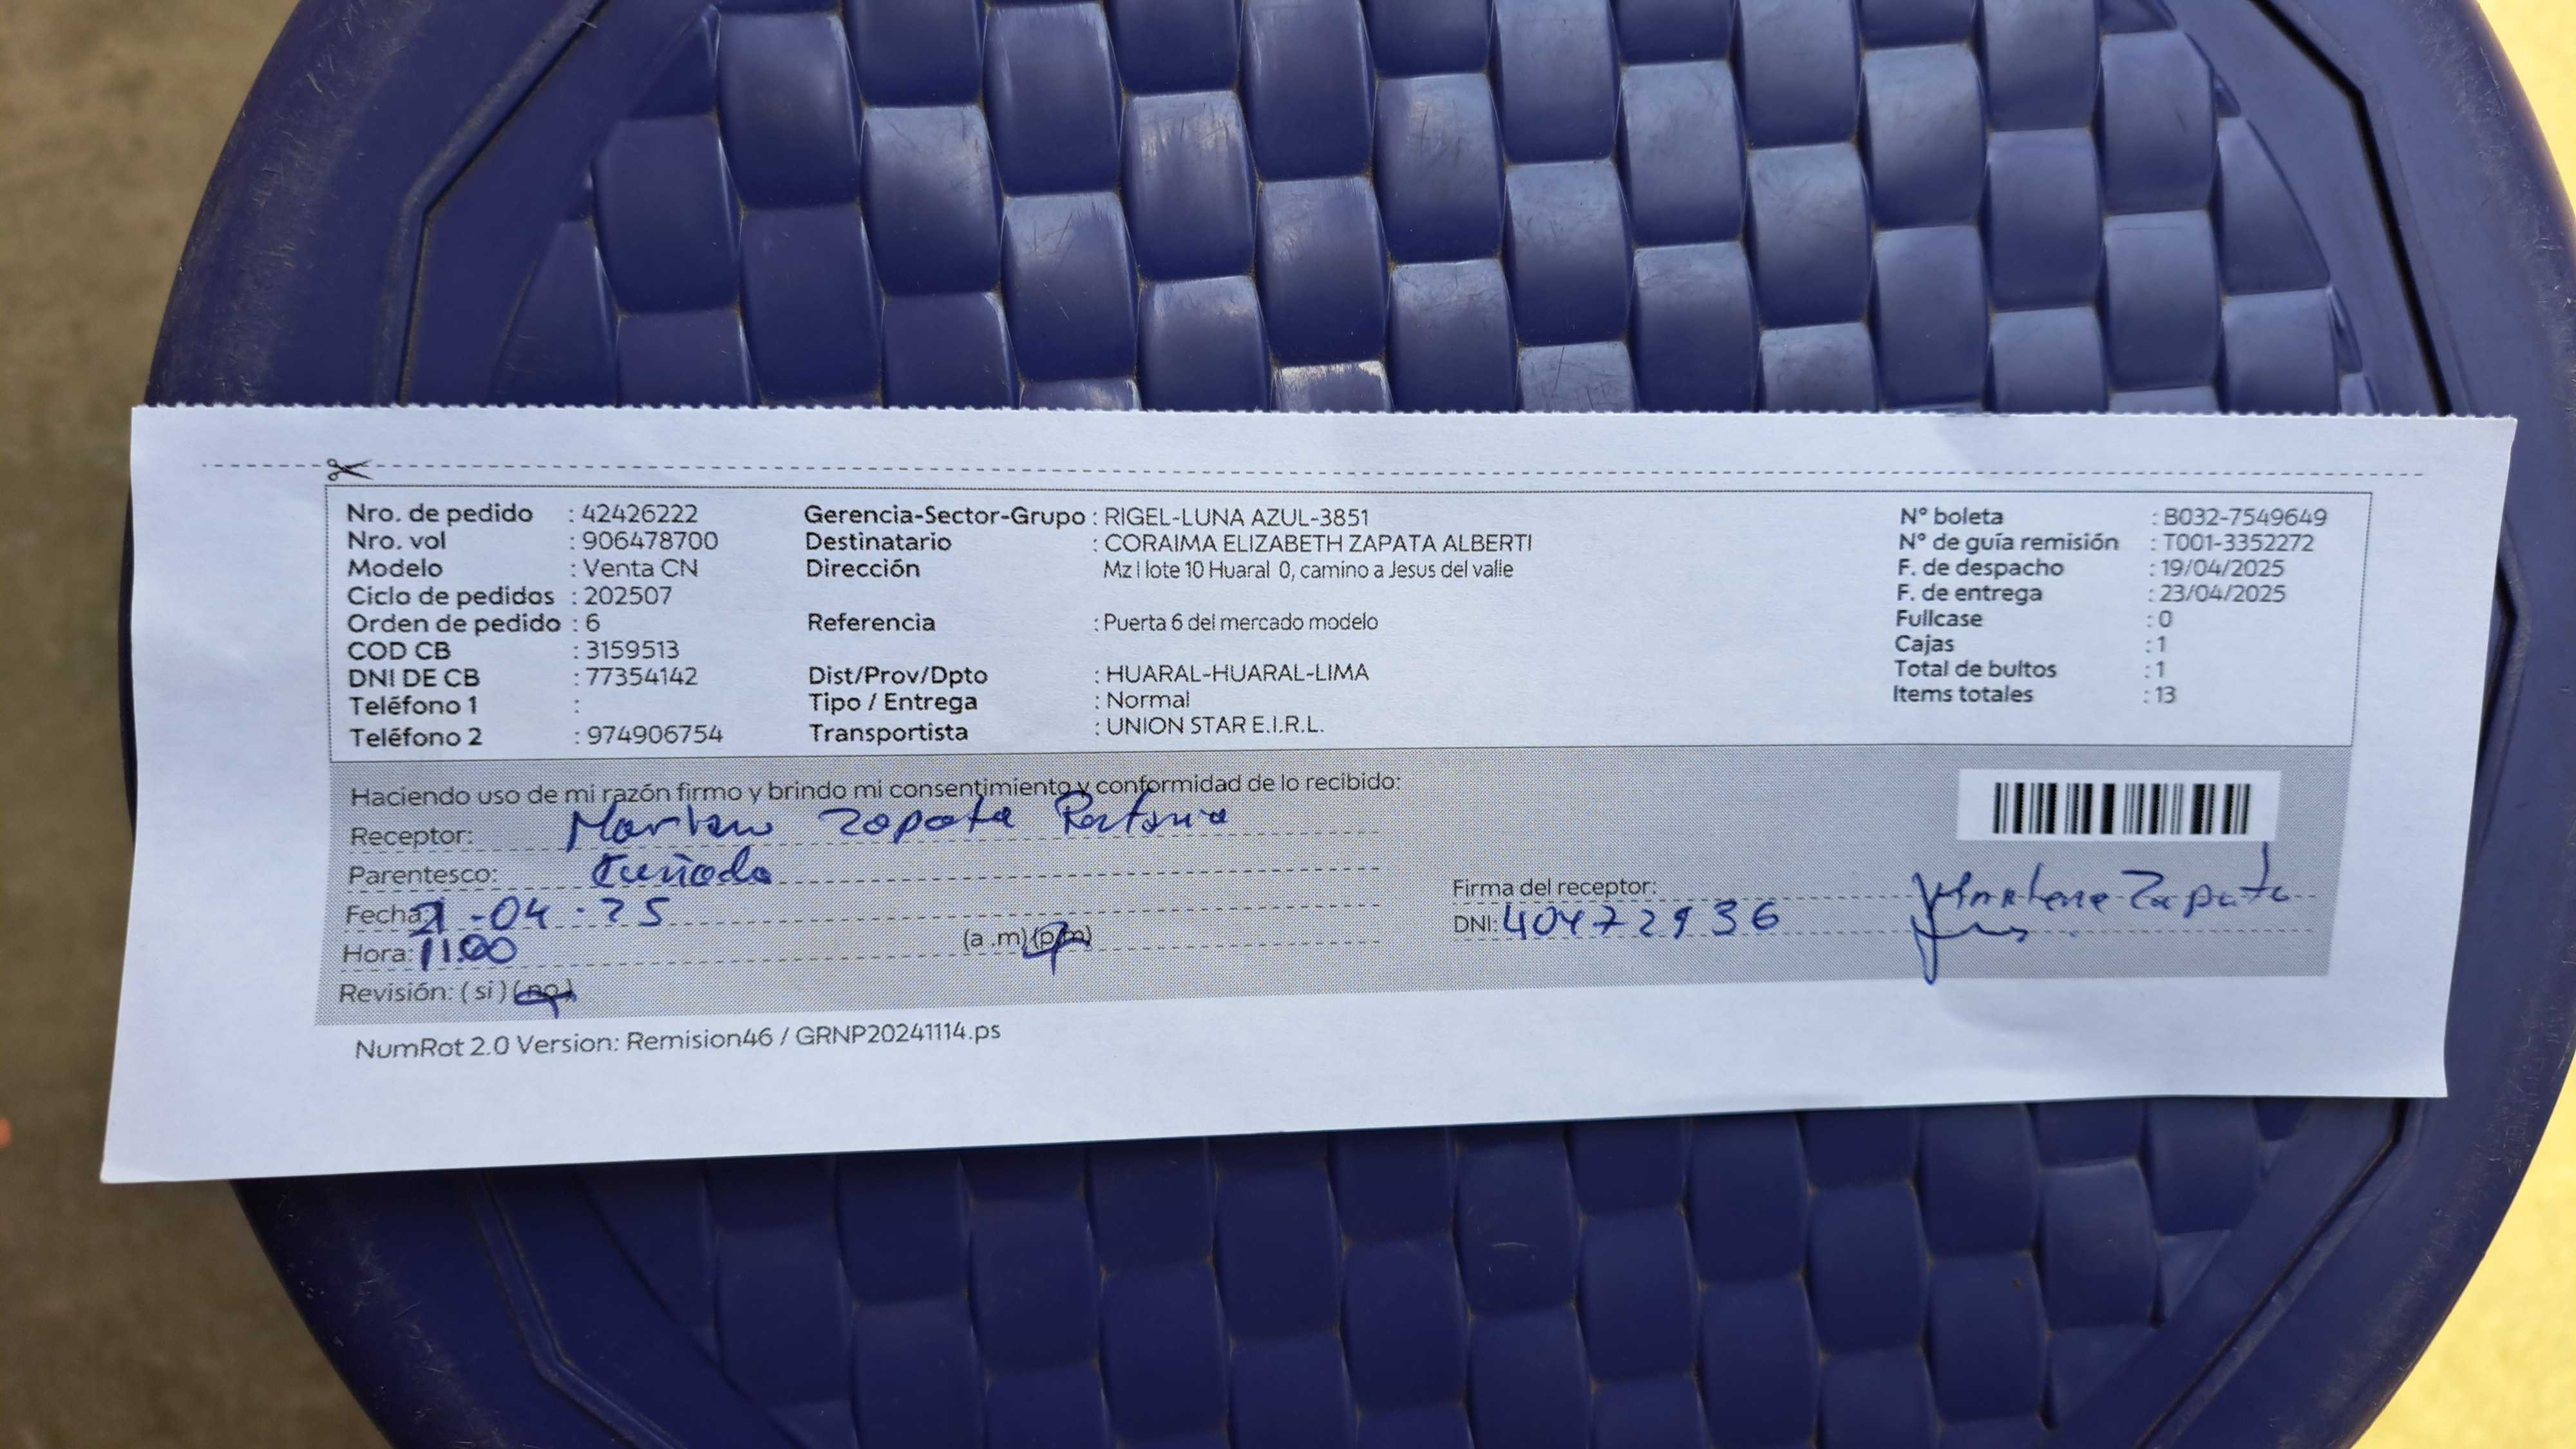 Nro. de pedido : 42426222
Nro. vol : 906478700
Modelo : Venta CN
Ciclo de pedidos : 202507
Orden de pedido : 6
COD CB : 3159513
DNI DE CB : 77354142
Teléfono 1 :
Teléfono 2 : 974906754
Gerencia-Sector-Grupo : RIGEL-LUNA AZUL-3851
Destinatario : CORAIMA ELIZABETH ZAPATA ALBERTI
Dirección Mz I lote 10 Huaral 0, camino a Jesus del valle
Referencia : Puerta 6 del mercado modelo
Dist/Prov/Dpto : HUARAL-HUARAL-LIMA
Tipo / Entrega : Normal
Transportista : UNION STAR E.I.R.L.
N° boleta : B032-7549649
N° de guía remisión : T001-3352272
F. de despacho : 19/04/2025
F. de entrega : 23/04/2025
Fullcase : 0
Cajas : 1
Total de bultos : 1
Items totales : 13
Haciendo uso de mi razón firmo y brindo mi consentimiento y conformidad de lo recibido:
Receptor: Zapata
Parentesco: Cuñada
Fecha: 21-04-25
Hora: 11:00 (a .m) (p.m)
Revisión: (si) (no)
Firma del receptor: Zapata
DNI: 40472936
NumRot 2.0 Version: Remision46 / GRNP20241114.ps